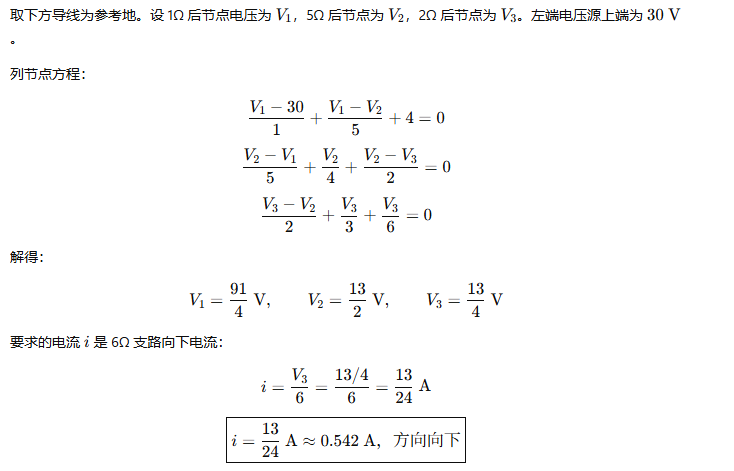 取下方导线为参考地。设 1Ω 后节点电压为 V₁，5Ω 后节点为 V₂，2Ω 后节点为 V₃。左端电压源上端为 30 V
。
列节点方程：
(V₁ − 30)/1 + (V₁ − V₂)/5 + 4 = 0
(V₂ − V₁)/5 + V₂/4 + (V₂ − V₃)/2 = 0
(V₃ − V₂)/2 + V₃/3 + V₃/6 = 0
解得：
V₁ = 91/4 V, V₂ = 13/2 V, V₃ = 13/4 V
要求的电流 i 是 6Ω 支路向下电流：
i = V₃/6 = (13/4)/6 = 13/24 A
i = 13/24 A ≈ 0.542 A，方向向下